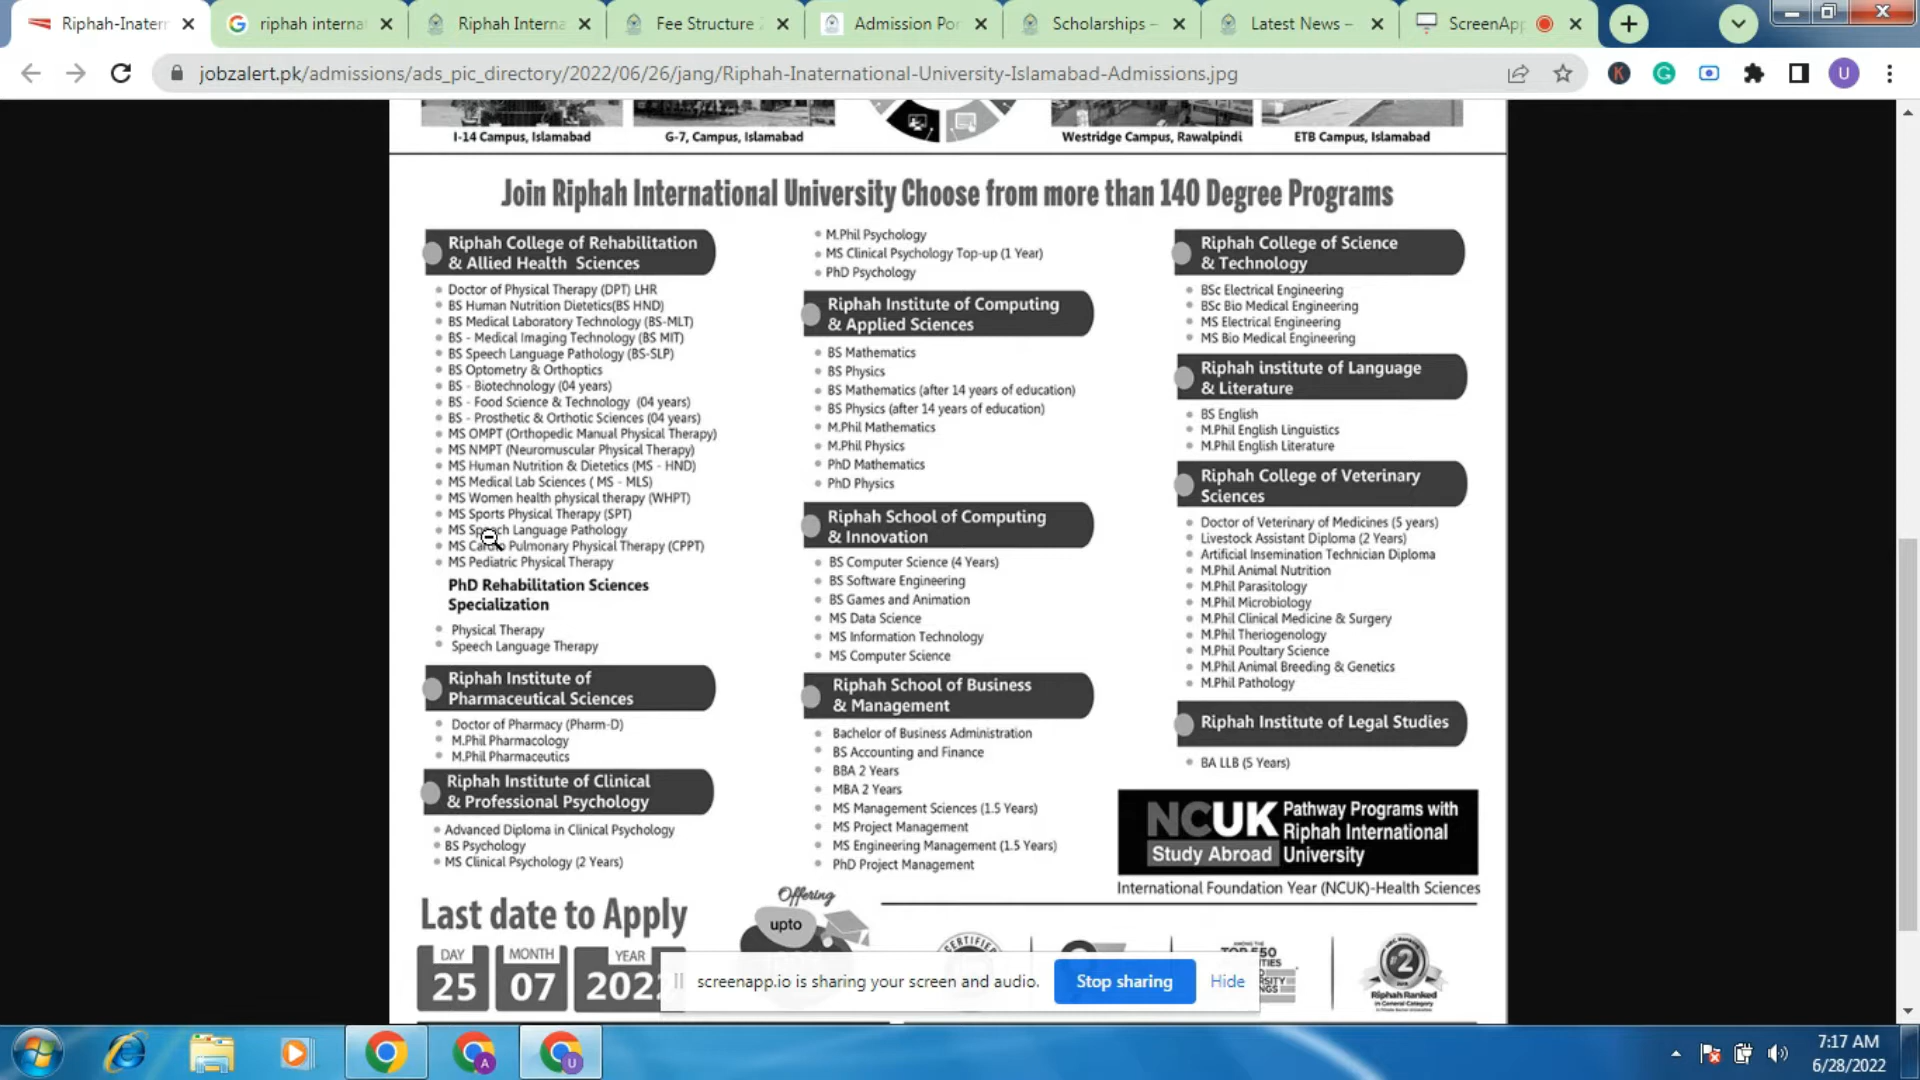 Riphah-Inatern
riphah interna
Riphah Interna
Fee Structure 2
Admission Por
Scholarships –
Latest News –
ScreenApp
jobzalert.pk/admissions/ads_pic_directory/2022/06/26/jang/Riphah-Inaternational-University-Islamabad-Admissions.jpg
K
U
I-14 Campus, Islamabad
G-7, Campus, Islamabad
Westridge Campus, Rawalpindi
ETB Campus, Islamabad
Join Riphah International University Choose from more than 140 Degree Programs
Riphah College of Rehabilitation
& Allied Health Sciences
Doctor of Physical Therapy (DPT) LHR
BS Human Nutrition Dietetics(BS HND)
BS Medical Laboratory Technology (BS-MLT)
BS - Medical Imaging Technology (BS MIT)
BS Speech Language Pathology (BS-SLP)
BS Optometry & Orthoptics
BS - Biotechnology (04 years)
BS - Food Science & Technology (04 years)
BS - Prosthetic & Orthotic Sciences (04 years)
MS OMPT (Orthopedic Manual Physical Therapy)
MS NMPT (Neuromuscular Physical Therapy)
MS Human Nutrition & Dietetics (MS - HND)
MS Medical Lab Sciences ( MS - MLS)
MS Women health physical therapy (WHPT)
MS Sports Physical Therapy (SPT)
MS Speech Language Pathology
MS Cardio Pulmonary Physical Therapy (CPPT)
MS Pediatric Physical Therapy
PhD Rehabilitation Sciences
Specialization
Physical Therapy
Speech Language Therapy
Riphah Institute of
Pharmaceutical Sciences
Doctor of Pharmacy (Pharm-D)
M.Phil Pharmacology
M.Phil Pharmaceutics
Riphah Institute of Clinical
& Professional Psychology
Advanced Diploma in Clinical Psychology
BS Psychology
MS Clinical Psychology (2 Years)
M.Phil Psychology
MS Clinical Psychology Top-up (1 Year)
PhD Psychology
Riphah Institute of Computing
& Applied Sciences
BS Mathematics
BS Physics
BS Mathematics (after 14 years of education)
BS Physics (after 14 years of education)
M.Phil Mathematics
M.Phil Physics
PhD Mathematics
PhD Physics
Riphah School of Computing
& Innovation
BS Computer Science (4 Years)
BS Software Engineering
BS Games and Animation
MS Data Science
MS Information Technology
MS Computer Science
Riphah School of Business
& Management
Bachelor of Business Administration
BS Accounting and Finance
BBA 2 Years
MBA 2 Years
MS Management Sciences (1.5 Years)
MS Project Management
MS Engineering Management (1.5 Years)
PhD Project Management
Riphah College of Science
& Technology
BSc Electrical Engineering
BSc Bio Medical Engineering
MS Electrical Engineering
MS Bio Medical Engineering
Riphah institute of Language
& Literature
BS English
M.Phil English Linguistics
M.Phil English Literature
Riphah College of Veterinary
Sciences
Doctor of Veterinary of Medicines (5 years)
Livestock Assistant Diploma (2 Years)
Artificial Insemination Technician Diploma
M.Phil Animal Nutrition
M.Phil Parasitology
M.Phil Microbiology
M.Phil Clinical Medicine & Surgery
M.Phil Theriogenology
M.Phil Poultary Science
M.Phil Animal Breeding & Genetics
M.Phil Pathology
Riphah Institute of Legal Studies
BA LLB (5 Years)
NCUK
Study Abroad
Pathway Programs with
Riphah International
University
International Foundation Year (NCUK)-Health Sciences
Last date to Apply
DAY
MONTH
YEAR
25
07
2022
Offering
upto
CERTIFIED
AMONG THE
TOP 550
#2
Riphah Ranked
in General Category
screenapp.io is sharing your screen and audio.
Stop sharing
Hide
A
U
7:17 AM
6/28/2022